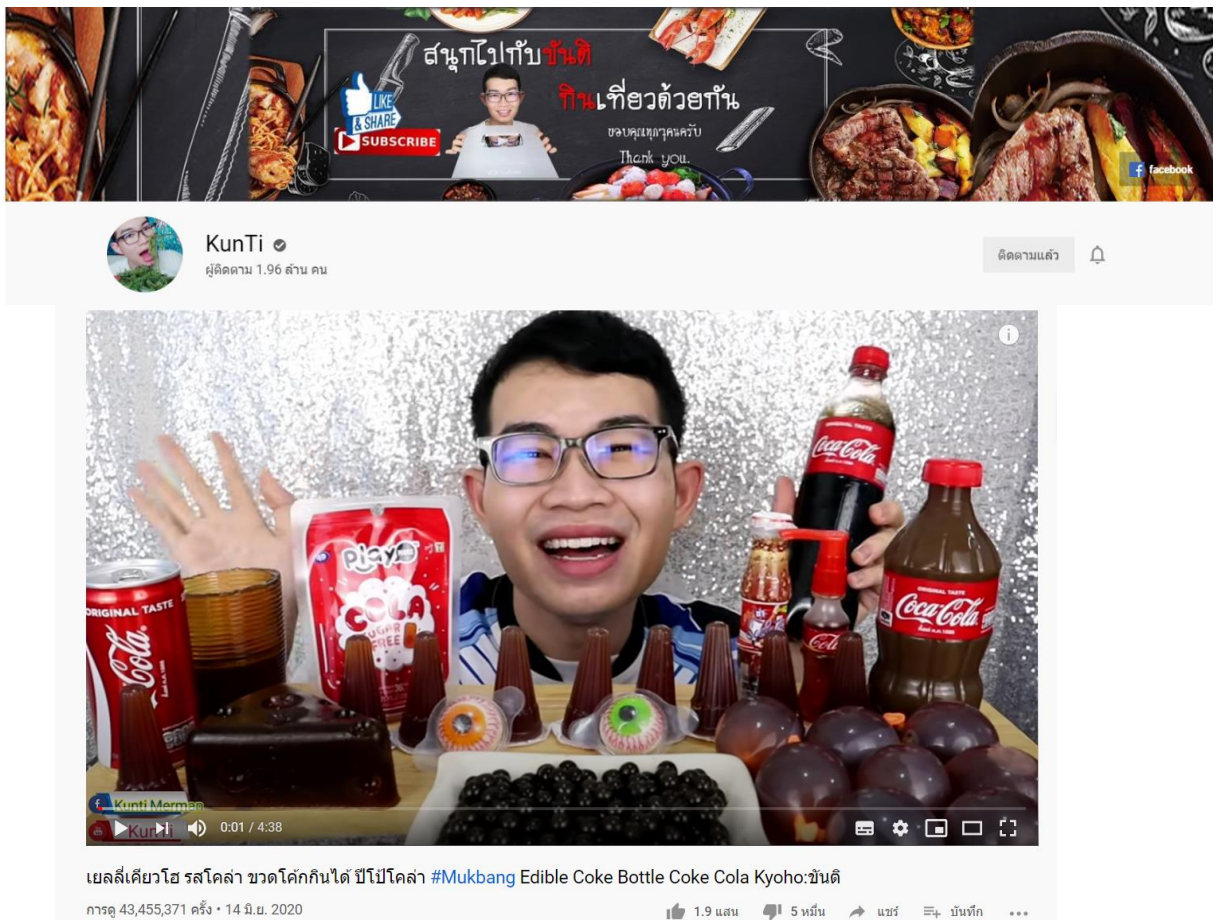 สนุกไปกับขันติ
กินเที่ยวด้วยกัน
ขอบคุณทุกๆคนครับ
Thank you.
LIKE
& SHARE
SUBSCRIBE
facebook
KunTi
ผู้ติดตาม 1.96 ล้าน คน
ติดตามแล้ว
ORIGINAL TASTE
Coca-Cola
play
COLA
SUGAR
FREE
ORIGINAL TASTE
Coca-Cola
Cola
ORIGINAL TASTE
Coca-Cola
Kunti Merman
KunTi
0:01 / 4:38
เยลลี่เคียวโฮ รสโคล่า ขวดโค้กกินได้ ปีโป้โคล่า #Mukbang Edible Coke Bottle Coke Cola Kyoho:ขันติ
การดู 43,455,371 ครั้ง • 14 มิ.ย. 2020
1.9 แสน 5 หมื่น แชร์ บันทึก